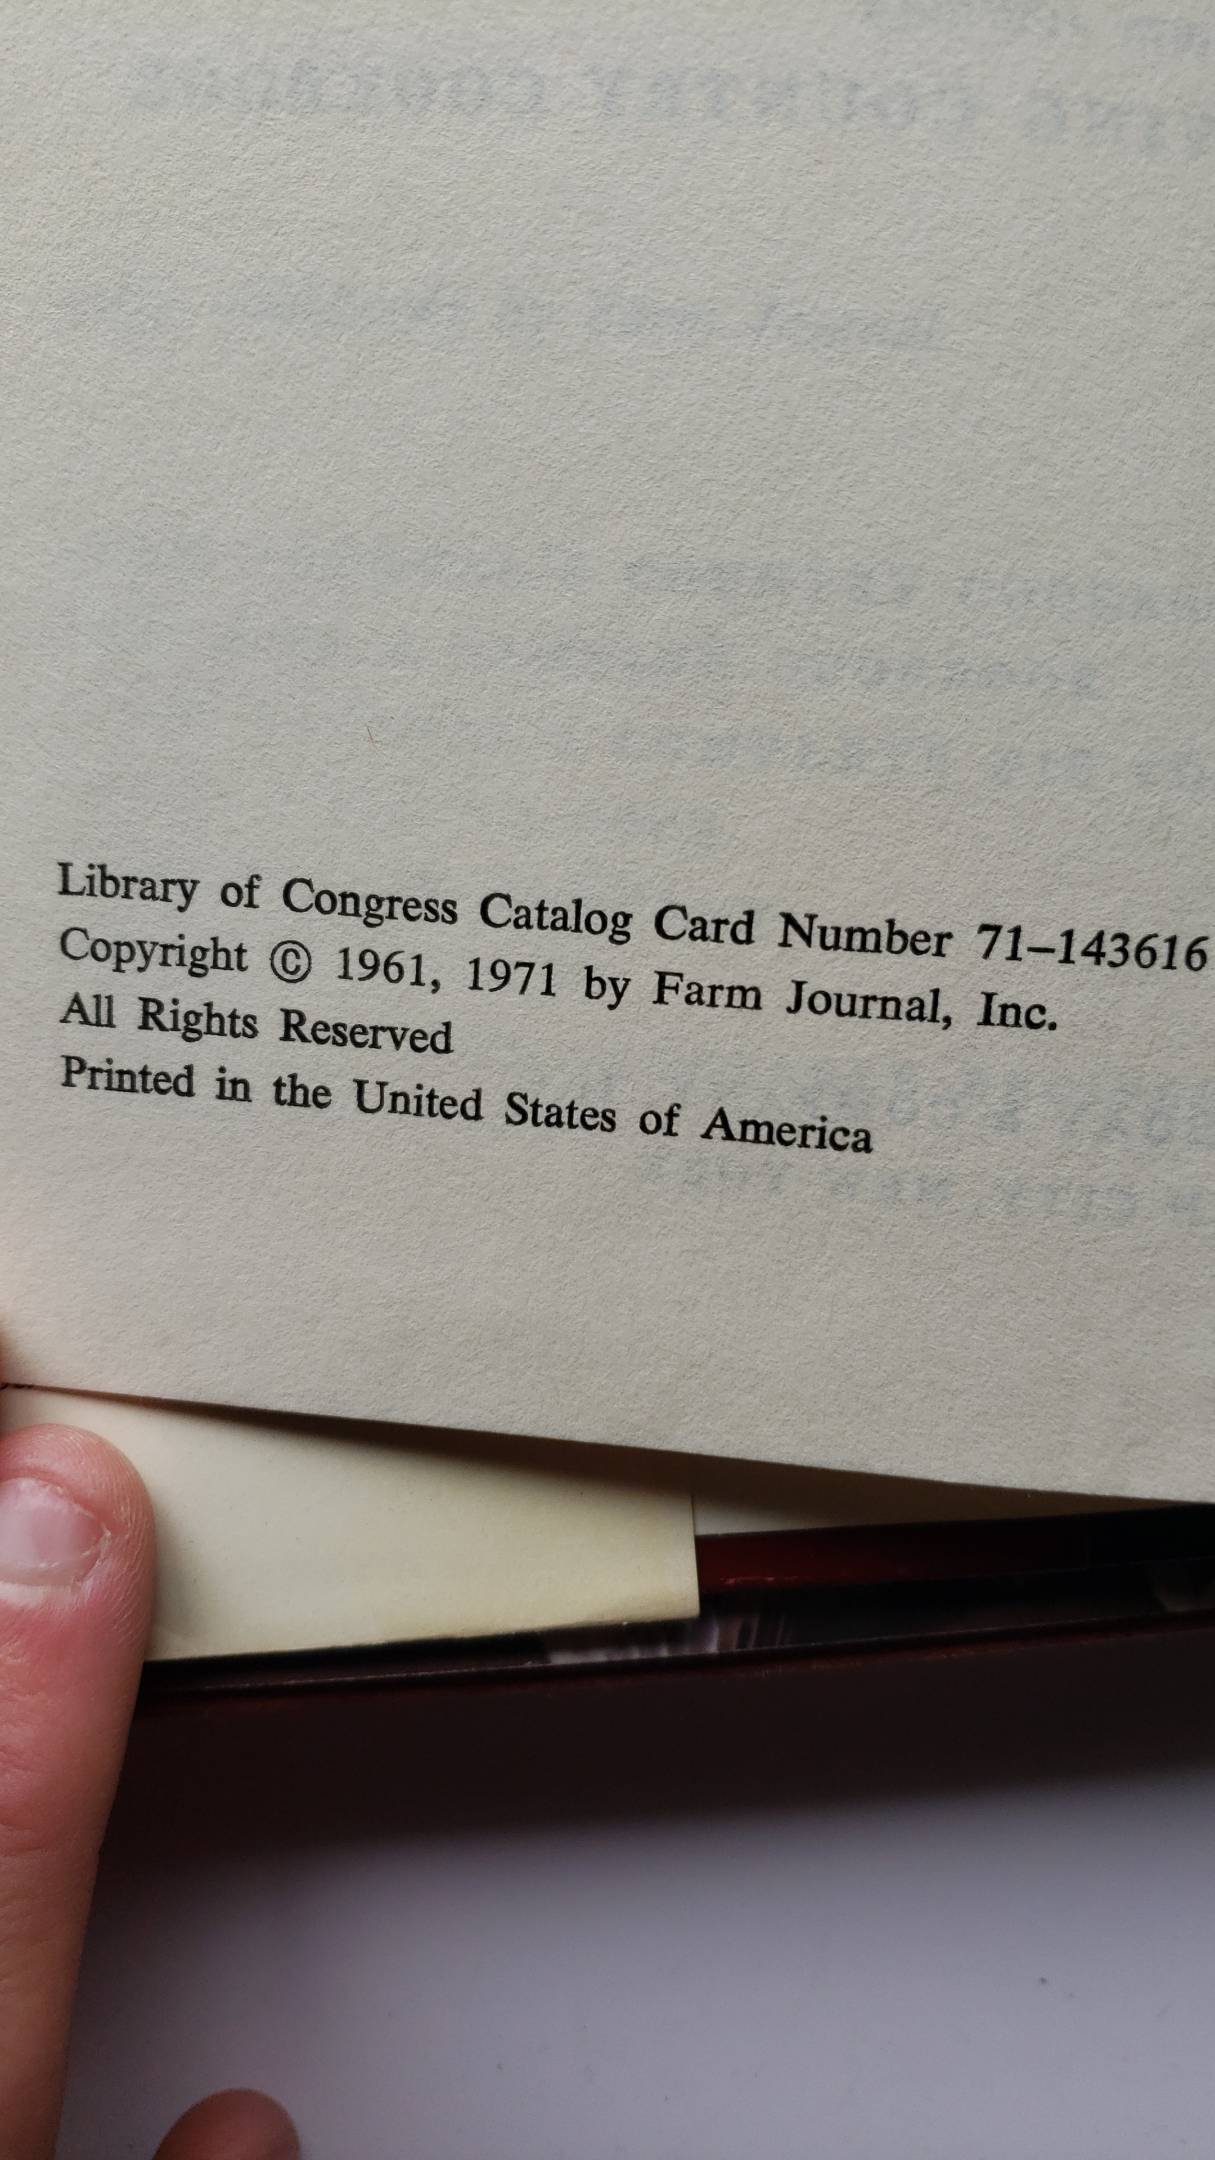 Library of Congress Catalog Card Number 71–143616
Copyright © 1961, 1971 by Farm Journal, Inc.
All Rights Reserved
Printed in the United States of America